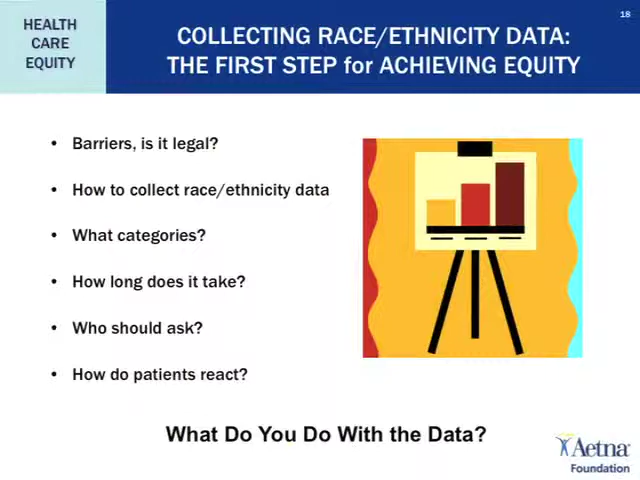 HEALTH
CARE
EQUITY
COLLECTING RACE/ETHNICITY DATA:
THE FIRST STEP for ACHIEVING EQUITY
18
• Barriers, is it legal?
• How to collect race/ethnicity data
• What categories?
• How long does it take?
• Who should ask?
• How do patients react?
What Do You Do With the Data?
Aetna
Foundation